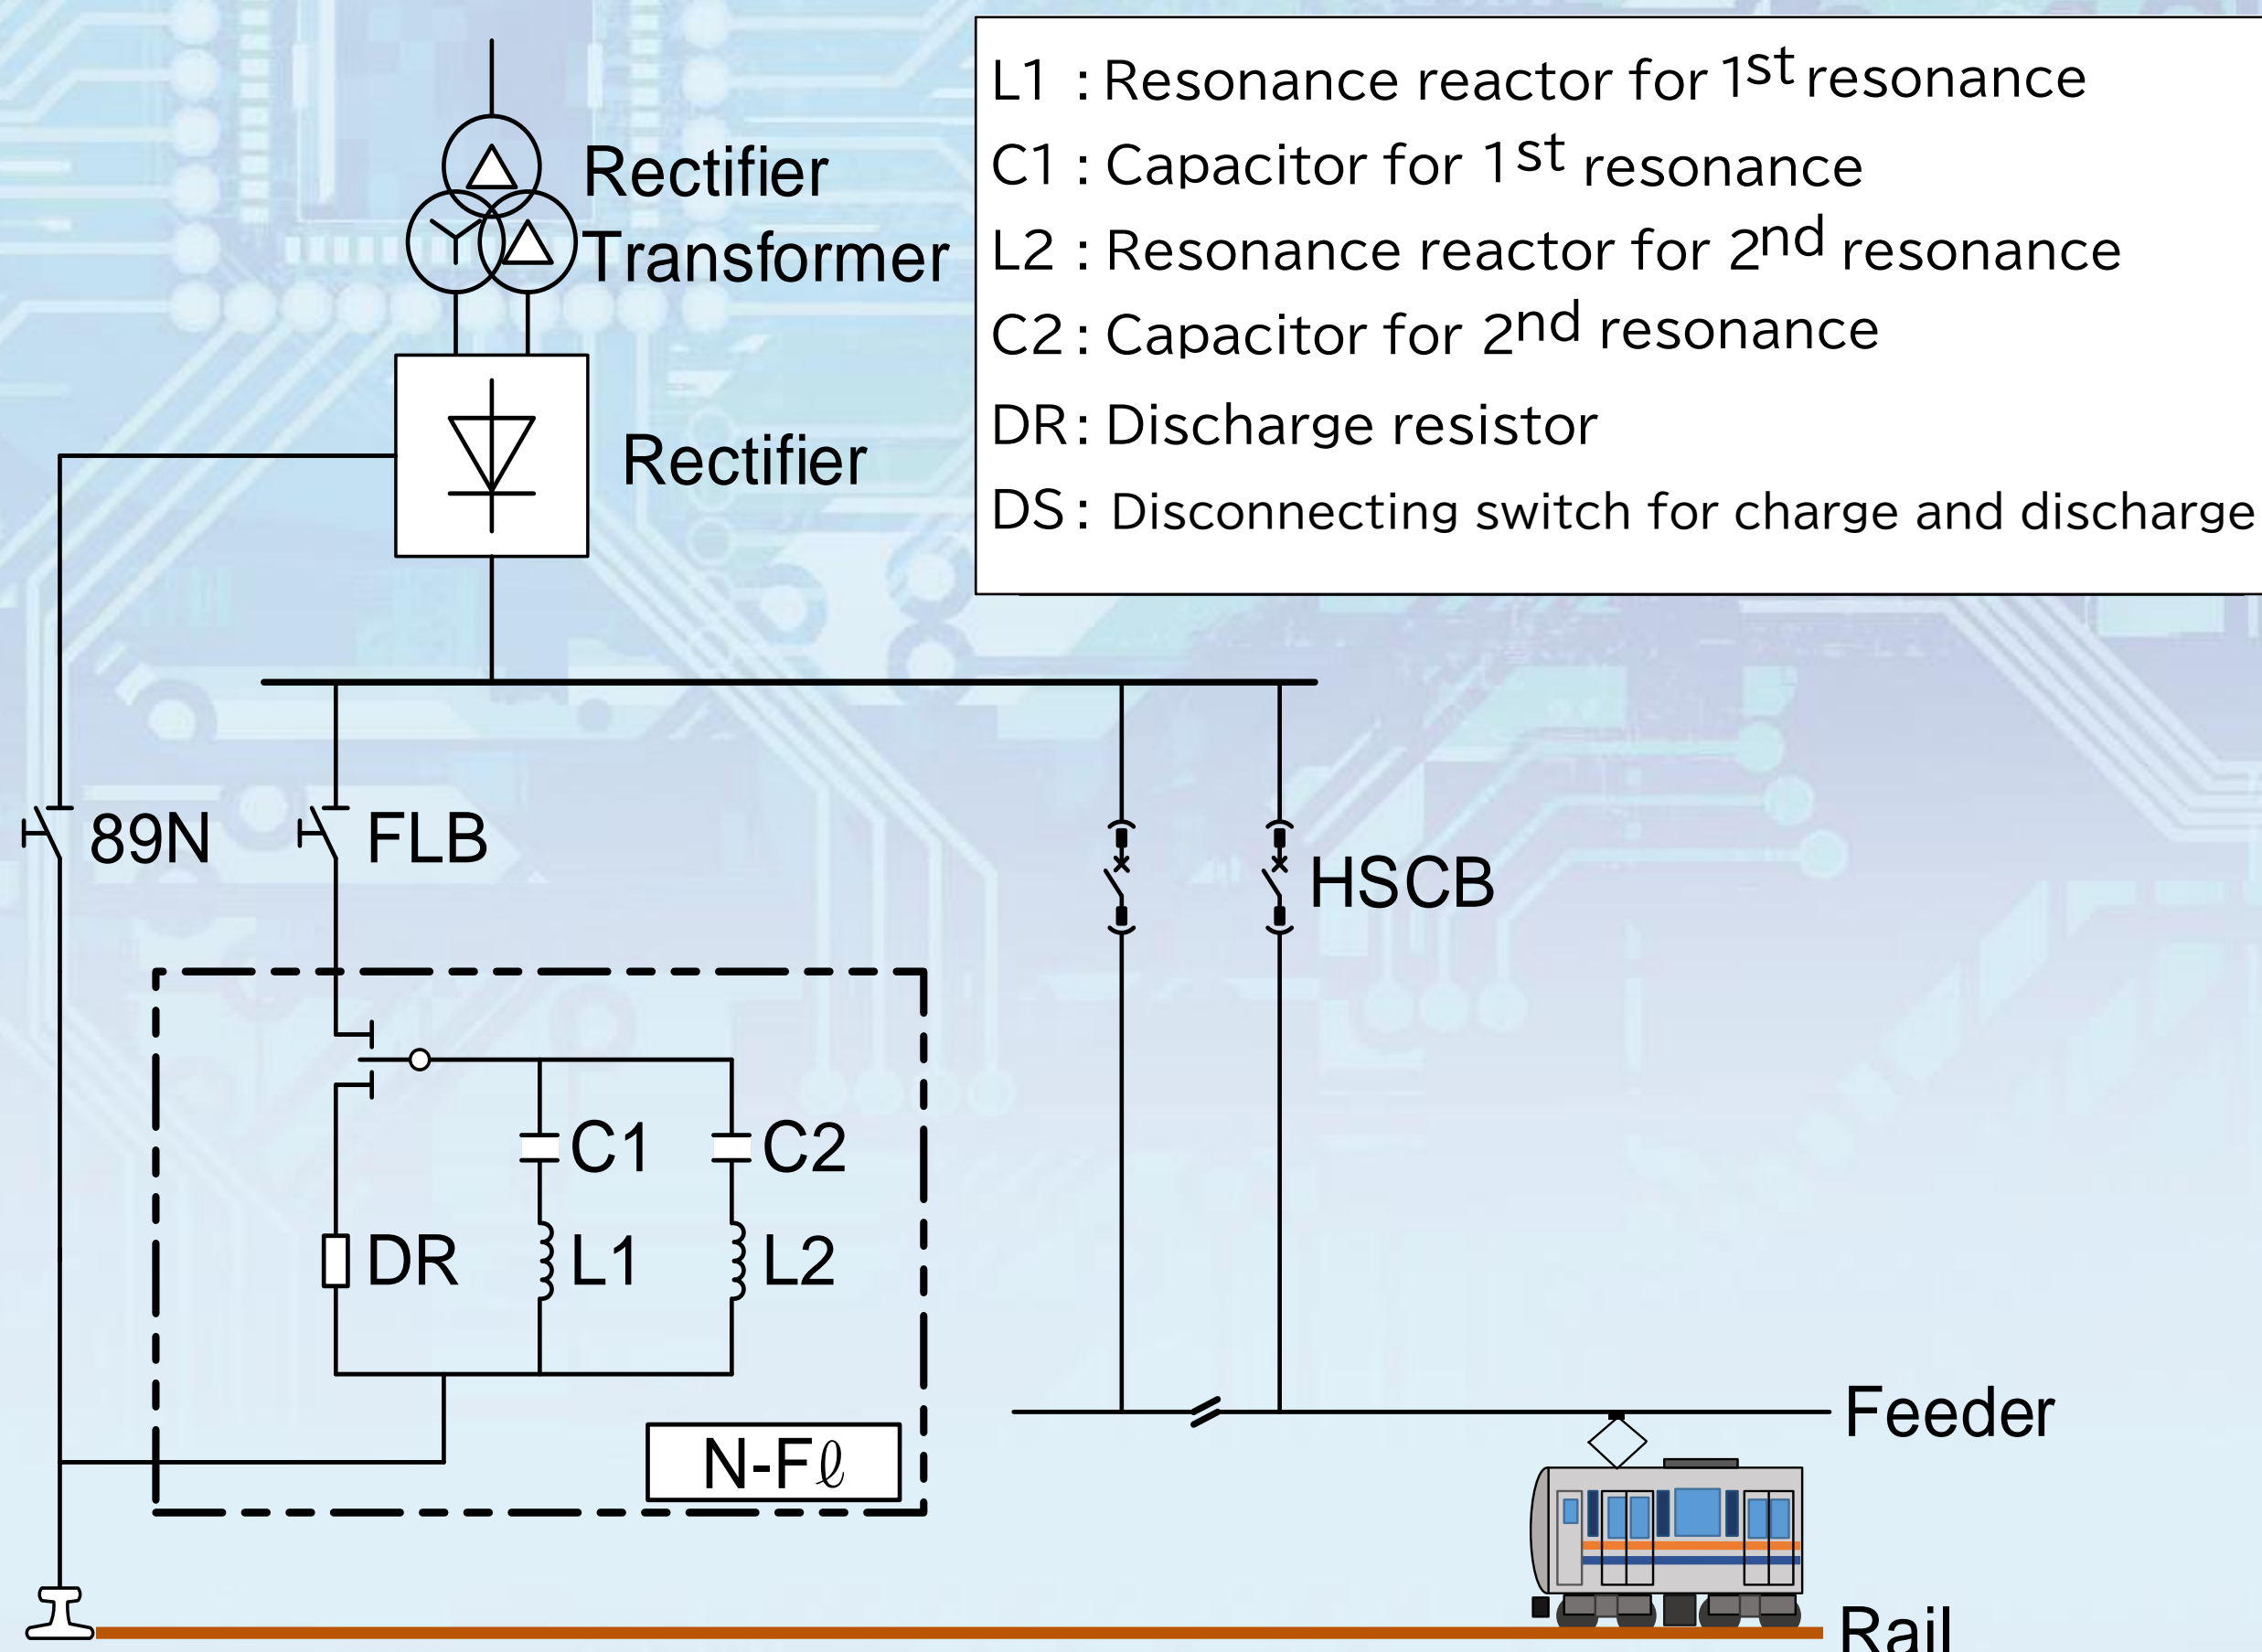 L1 : Resonance reactor for 1st resonance
C1 : Capacitor for 1st resonance
L2 : Resonance reactor for 2nd resonance
C2 : Capacitor for 2nd resonance
DR : Discharge resistor
DS : Disconnecting switch for charge and discharge
Rectifier
Transformer
Rectifier
89N
FLB
HSCB
C1
C2
DR
L1
L2
N-Fℓ
Feeder
Rail